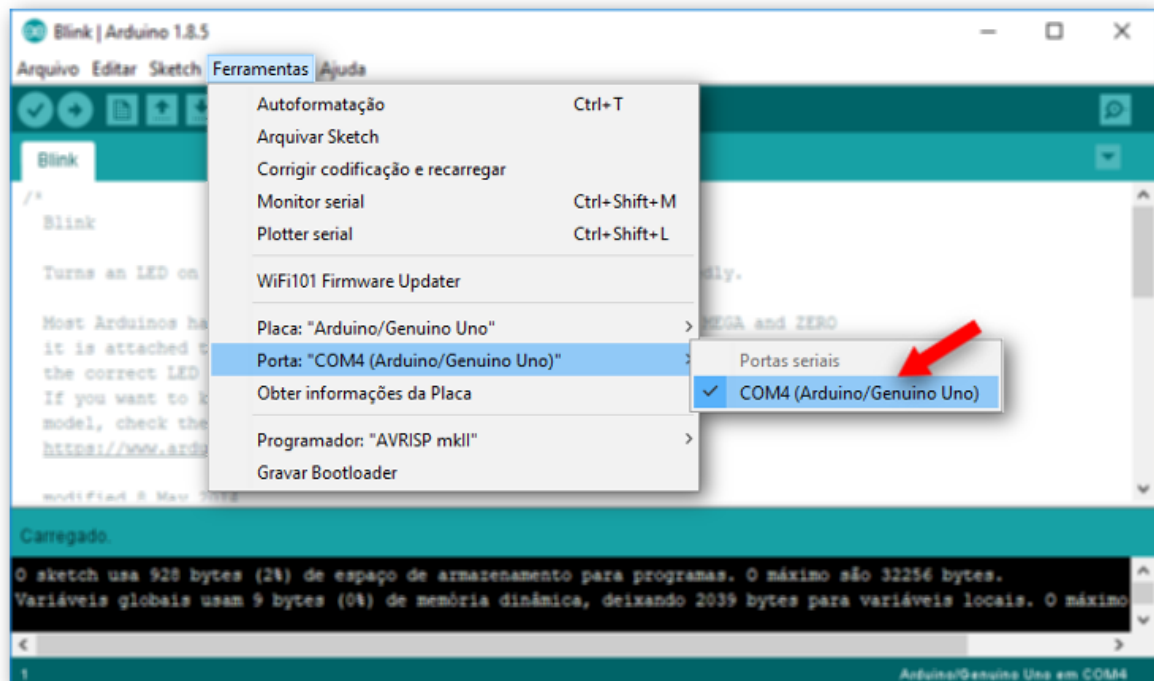 Blink | Arduino 1.8.5
Arquivo Editar Sketch Ferramentas Ajuda
Autoformatação Ctrl+T
Arquivar Sketch
Corrigir codificação e recarregar
Monitor serial Ctrl+Shift+M
Plotter serial Ctrl+Shift+L
WiFi101 Firmware Updater
Placa: "Arduino/Genuino Uno"
Porta: "COM4 (Arduino/Genuino Uno)"
Obter informações da Placa
Programador: "AVRISP mkII"
Gravar Bootloader
Portas seriais
COM4 (Arduino/Genuino Uno)
Blink
/*
Blink
Turns an LED on
Most Arduinos ha MEGA and ZERO
it is attached t
the correct LED
If you want to k
model, check the
https://www.ardu
modified 8 May 2014
Carregado.
O sketch usa 928 bytes (2%) de espaço de armazenamento para programas. O máximo são 32256 bytes.
Variáveis globais usam 9 bytes (0%) de memória dinâmica, deixando 2039 bytes para variáveis locais. O máximo
1 Arduino/Genuino Uno em COM4